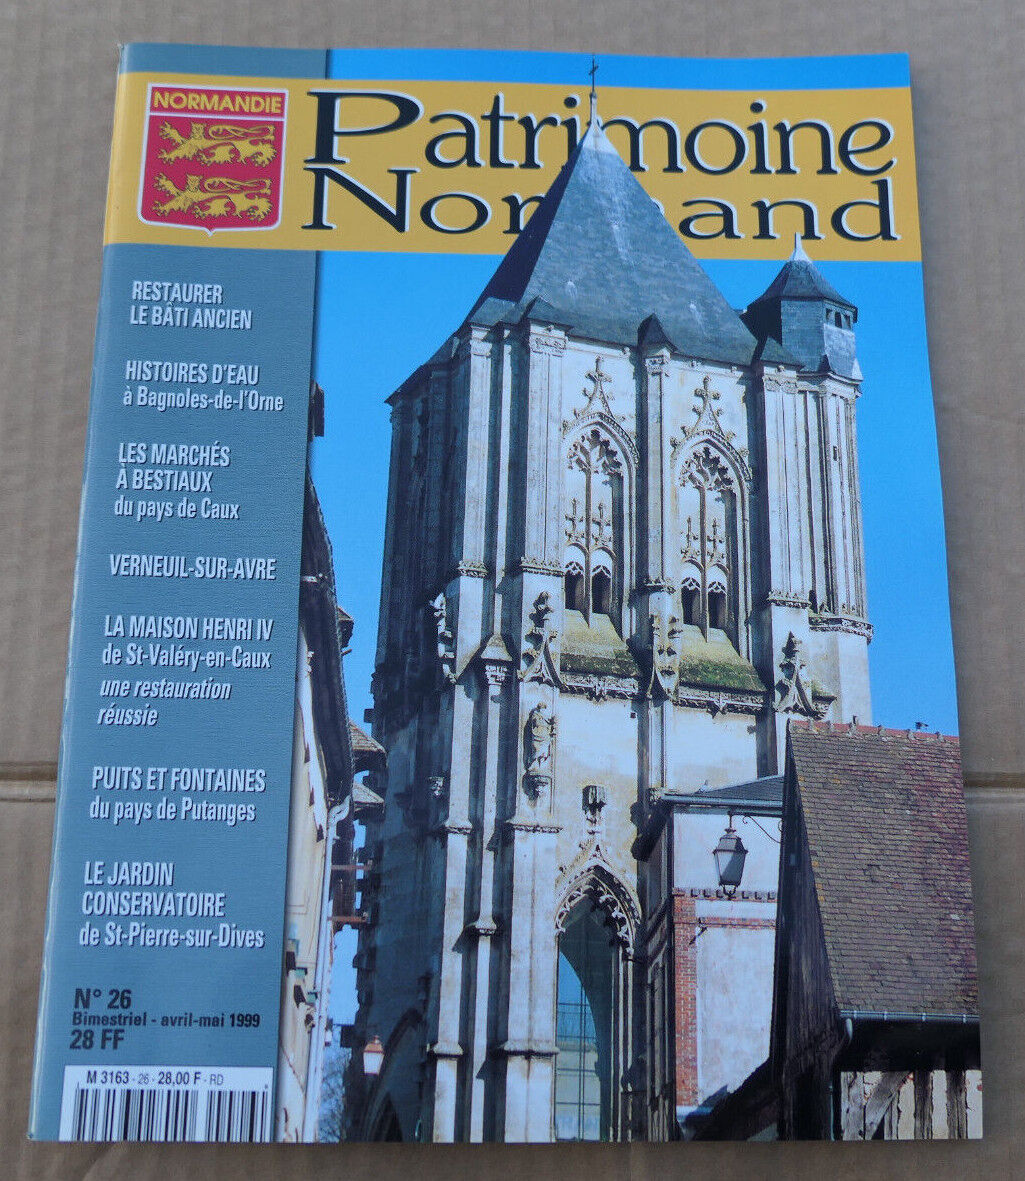 NORMANDIE
Patrimoine
Normand
RESTAURER
LE BÂTI ANCIEN
HISTOIRES D'EAU
à Bagnoles-de-l'Orne
LES MARCHÉS
À BESTIAUX
du pays de Caux
VERNEUIL-SUR-AVRE
LA MAISON HENRI IV
de St-Valéry-en-Caux
une restauration
réussie
PUITS ET FONTAINES
du pays de Putanges
LE JARDIN
CONSERVATOIRE
de St-Pierre-sur-Dives
N° 26
Bimestriel - avril-mai 1999
28 FF
M 3163 - 26 - 28,00 F - RD